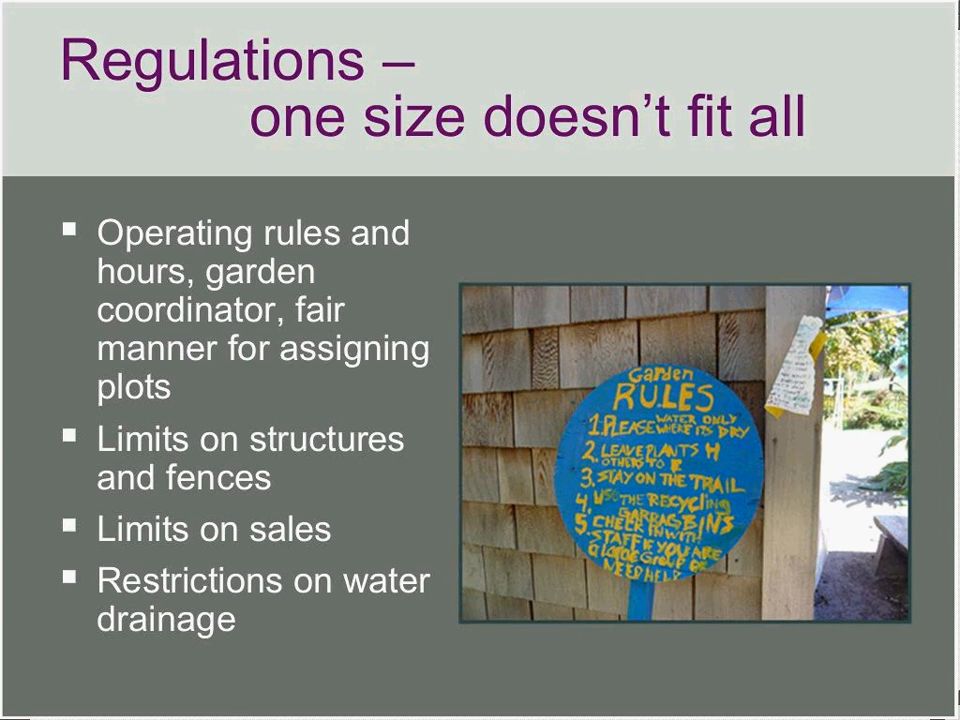 Regulations –
one size doesn't fit all
▪ Operating rules and
hours, garden
coordinator, fair
manner for assigning
plots
▪ Limits on structures
and fences
▪ Limits on sales
▪ Restrictions on water
drainage
Garden
RULES
1. PLEASE WATER ONLY
WHERE ITS DRY
2. LEAVE PLANTS
OTHERS TO
3. STAY ON THE TRAIL
4. USE THE RECYCLING
GARBAG BINS
5. CHECK IN WITH
STAFF IF YOU ARE
A LARGE GROUP OR
NEED HELP